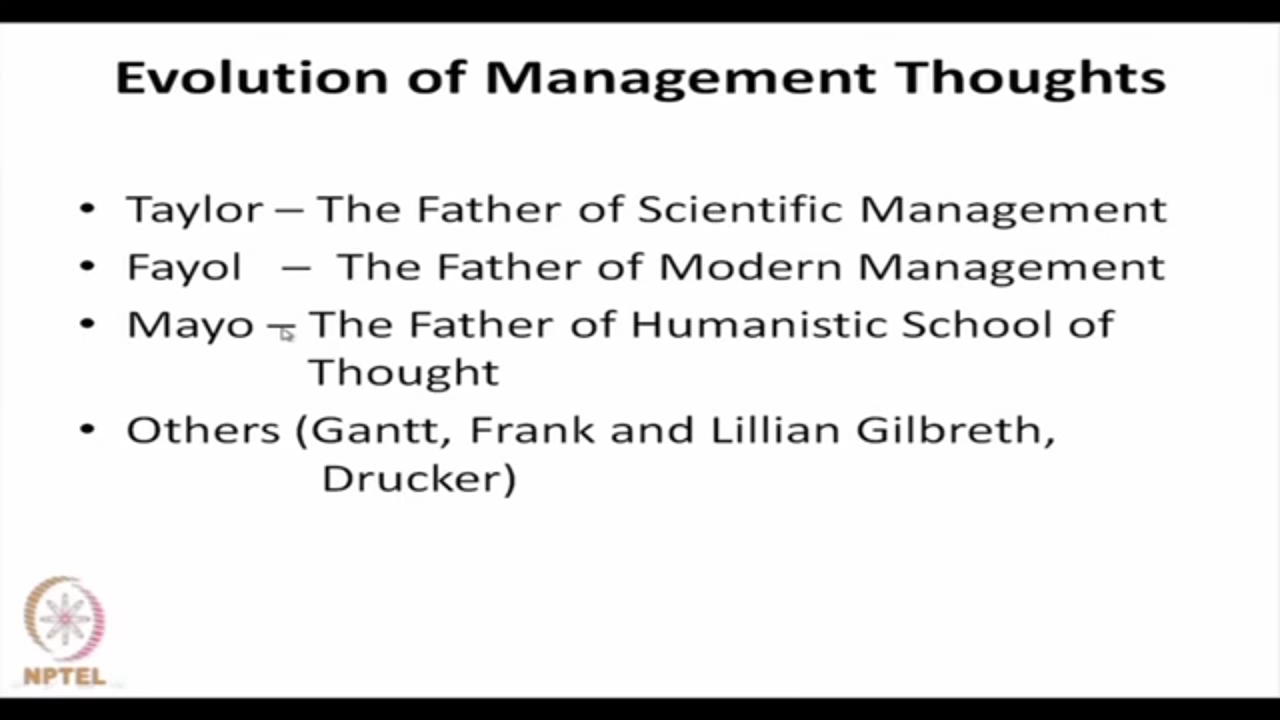 Evolution of Management Thoughts
• Taylor – The Father of Scientific Management
• Fayol – The Father of Modern Management
• Mayo – The Father of Humanistic School of
Thought
• Others (Gantt, Frank and Lillian Gilbreth,
Drucker)
NPTEL